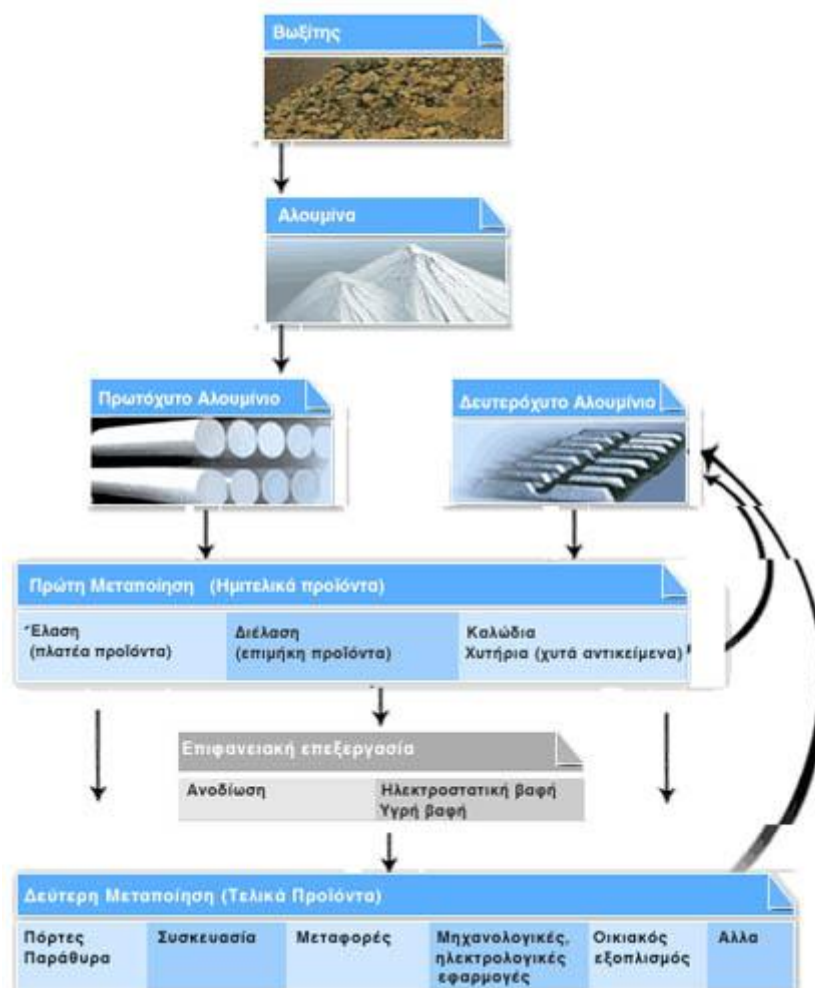 Βωξίτης
Αλουμίνα
Πρωτόχυτο Αλουμίνιο
Δευτερόχυτο Αλουμίνιο
Πρώτη Μεταποίηση (Ημιτελικά προϊόντα)
Έλαση
(πλατέα προϊόντα)
Διέλαση
(επιμήκη προϊόντα)
Καλώδια
Χυτήρια (χυτά αντικείμενα)
Επιφανειακή επεξεργασία
Ανοδίωση
Ηλεκτροστατική βαφή
Υγρή βαφή
Δεύτερη Μεταποίηση (Τελικά Προϊόντα)
Πόρτες
Παράθυρα
Συσκευασία
Μεταφορές
Μηχανολογικές,
ηλεκτρολογικές
εφαρμογές
Οικιακός
εξοπλισμός
Αλλα